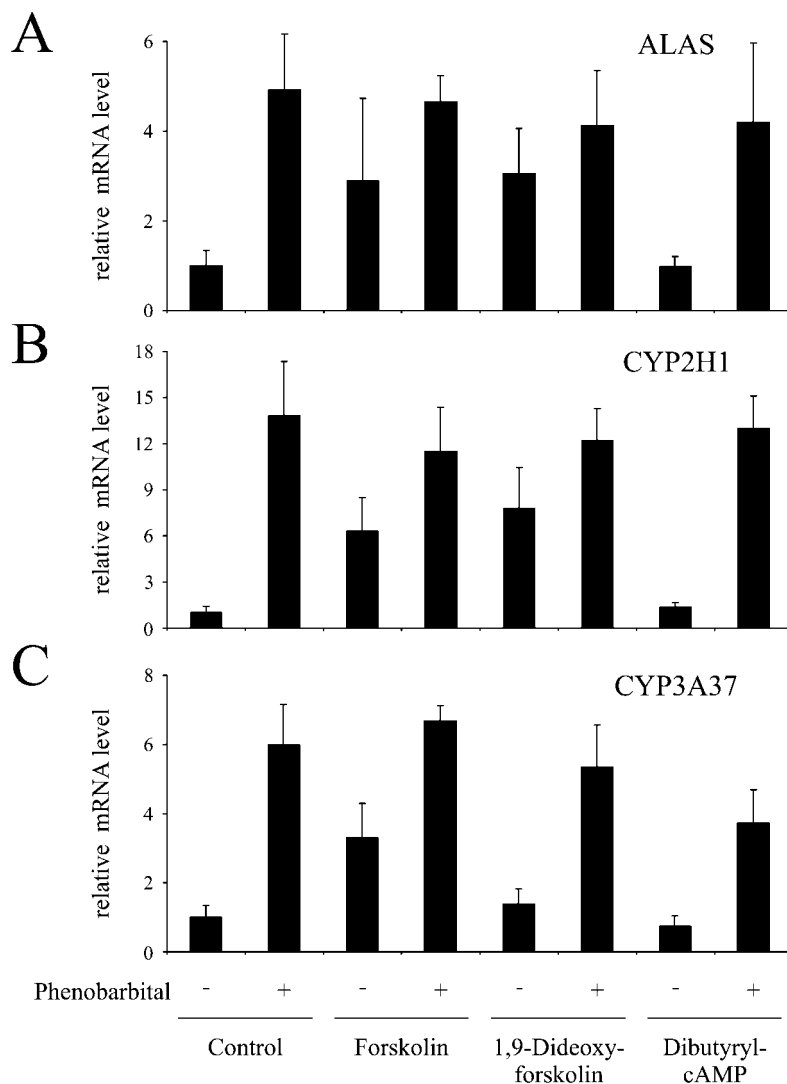 A
ALAS
relative mRNA level
6
4
2
0
B
CYP2H1
relative mRNA level
18
15
12
9
6
3
0
C
CYP3A37
relative mRNA level
8
6
4
2
0
Phenobarbital - + - + - + - +
Control Forskolin 1,9-Dideoxy- Dibutyryl-
forskolin cAMP